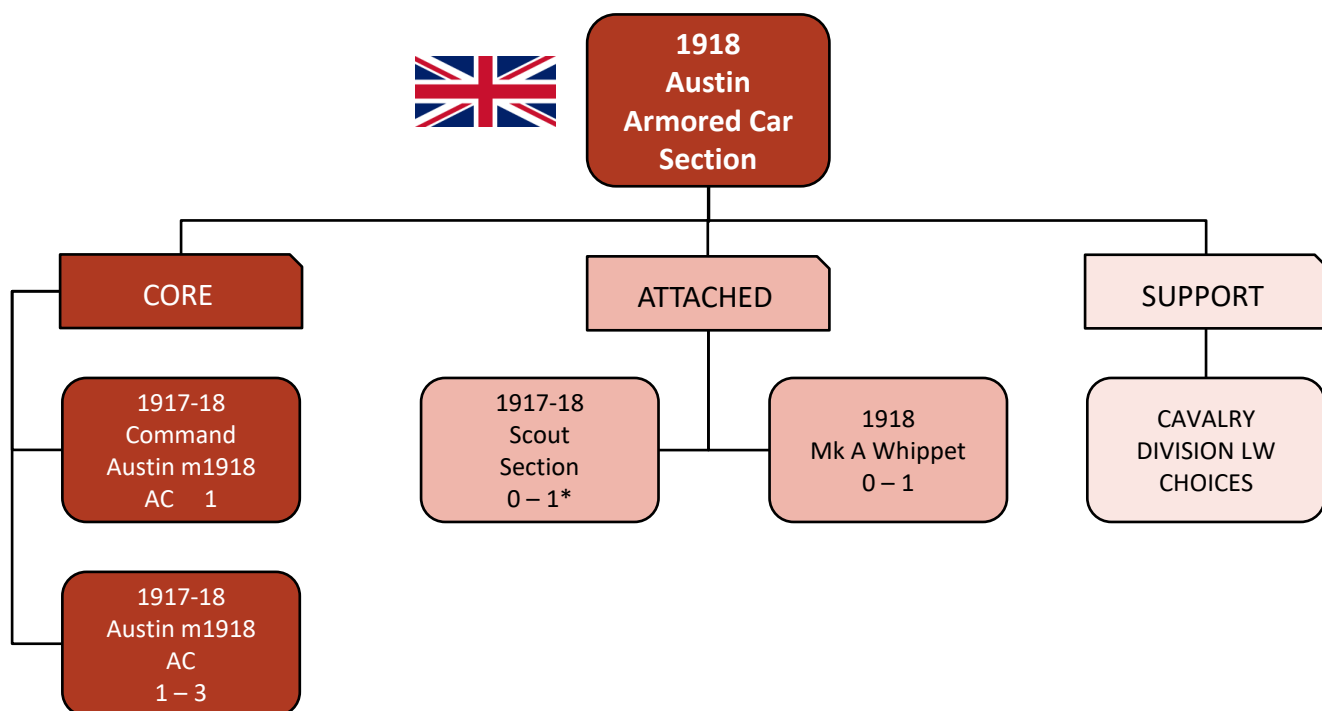 1918
Austin
Armored Car
Section
CORE
ATTACHED
SUPPORT
1917-18
Command
Austin m1918
AC 1
1917-18
Scout
Section
0 – 1*
1918
Mk A Whippet
0 – 1
CAVALRY
DIVISION LW
CHOICES
1917-18
Austin m1918
AC
1 – 3